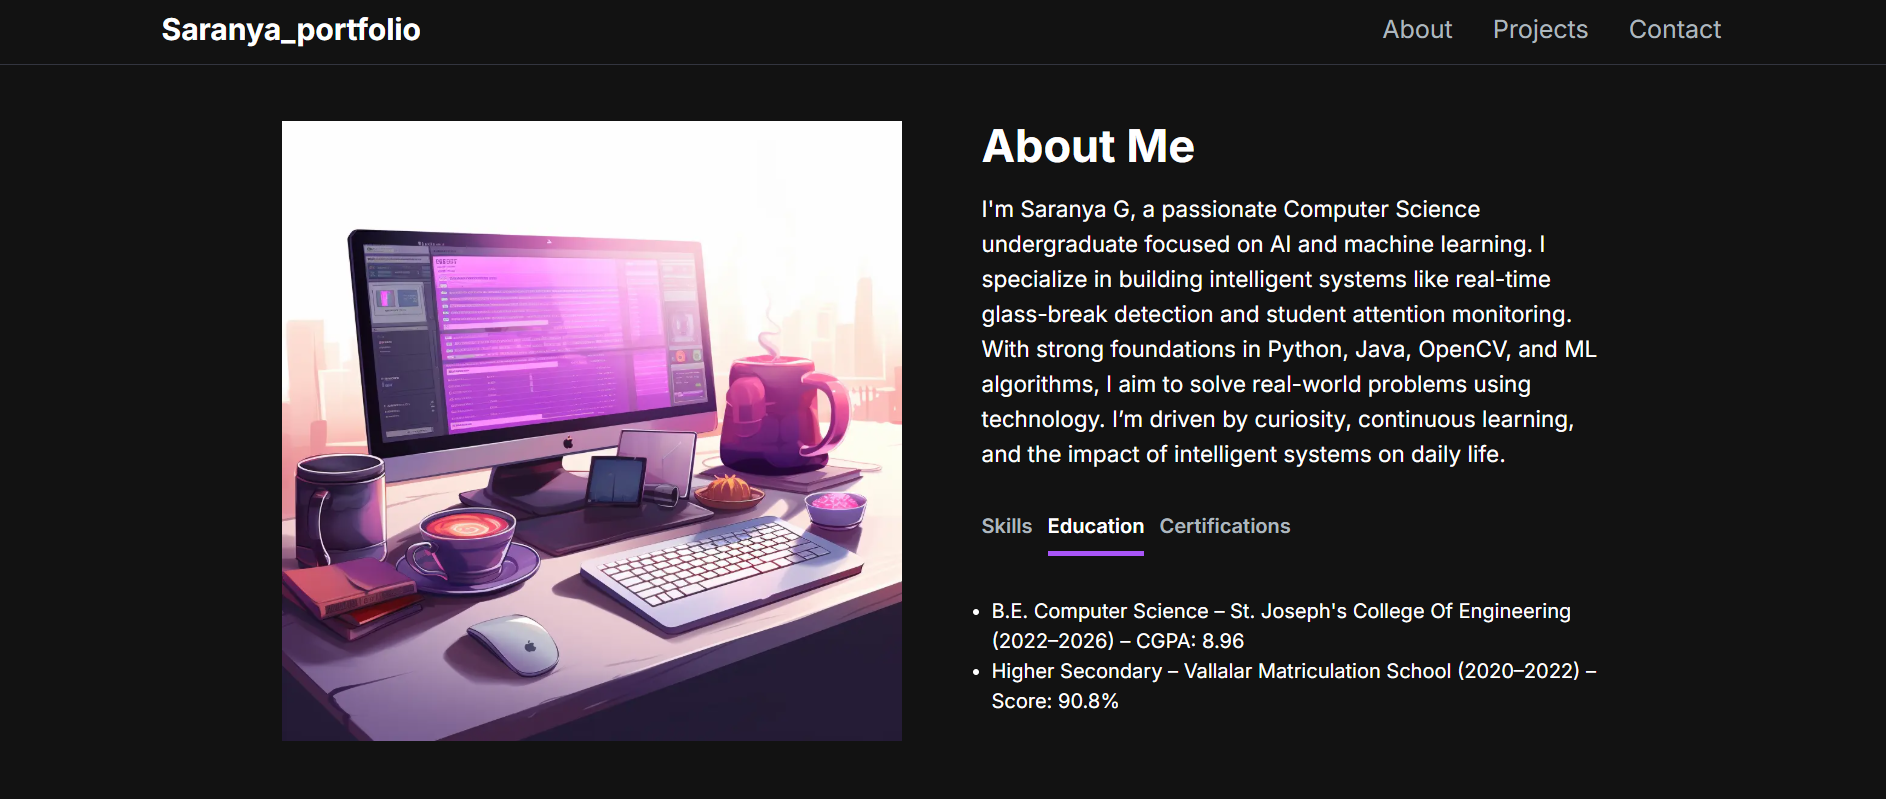 Saranya_portfolio
About Projects Contact
About Me
I'm Saranya G, a passionate Computer Science
undergraduate focused on AI and machine learning. I
specialize in building intelligent systems like real-time
glass-break detection and student attention monitoring.
With strong foundations in Python, Java, OpenCV, and ML
algorithms, I aim to solve real-world problems using
technology. I’m driven by curiosity, continuous learning,
and the impact of intelligent systems on daily life.
Skills Education Certifications
• B.E. Computer Science – St. Joseph's College Of Engineering
(2022–2026) – CGPA: 8.96
• Higher Secondary – Vallalar Matriculation School (2020–2022) –
Score: 90.8%